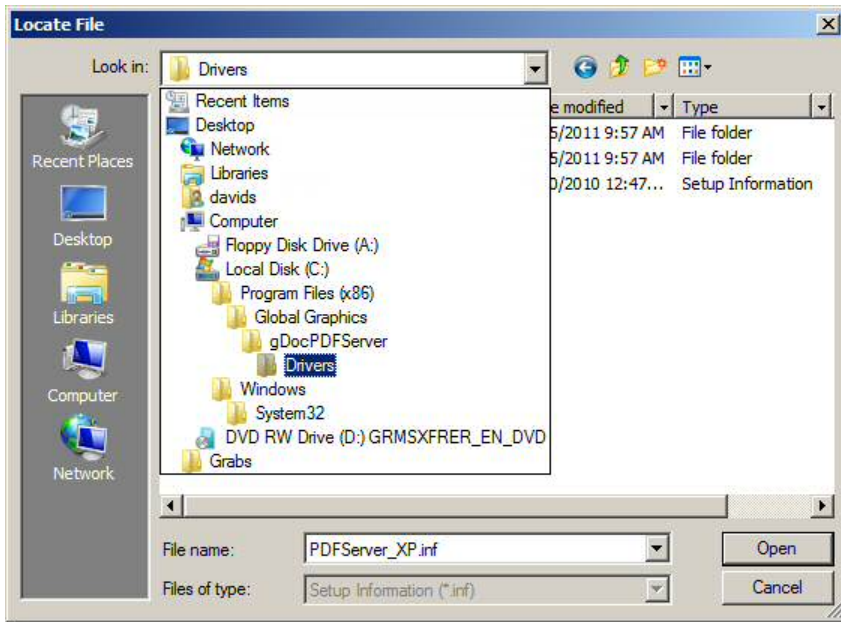 Locate File
Look in:
Drivers
Recent Items
Desktop
Network
Libraries
davids
Computer
Floppy Disk Drive (A:)
Local Disk (C:)
Program Files (x86)
Global Graphics
gDocPDFServer
Drivers
Windows
System32
DVD RW Drive (D:) GRMSXFRER_EN_DVD
Grabs
e modified Type
5/2011 9:57 AM File folder
5/2011 9:57 AM File folder
0/2010 12:47... Setup Information
Recent Places
Desktop
Libraries
Computer
Network
File name: PDFServer_XP.inf Open
Files of type: Setup Information (*.inf) Cancel